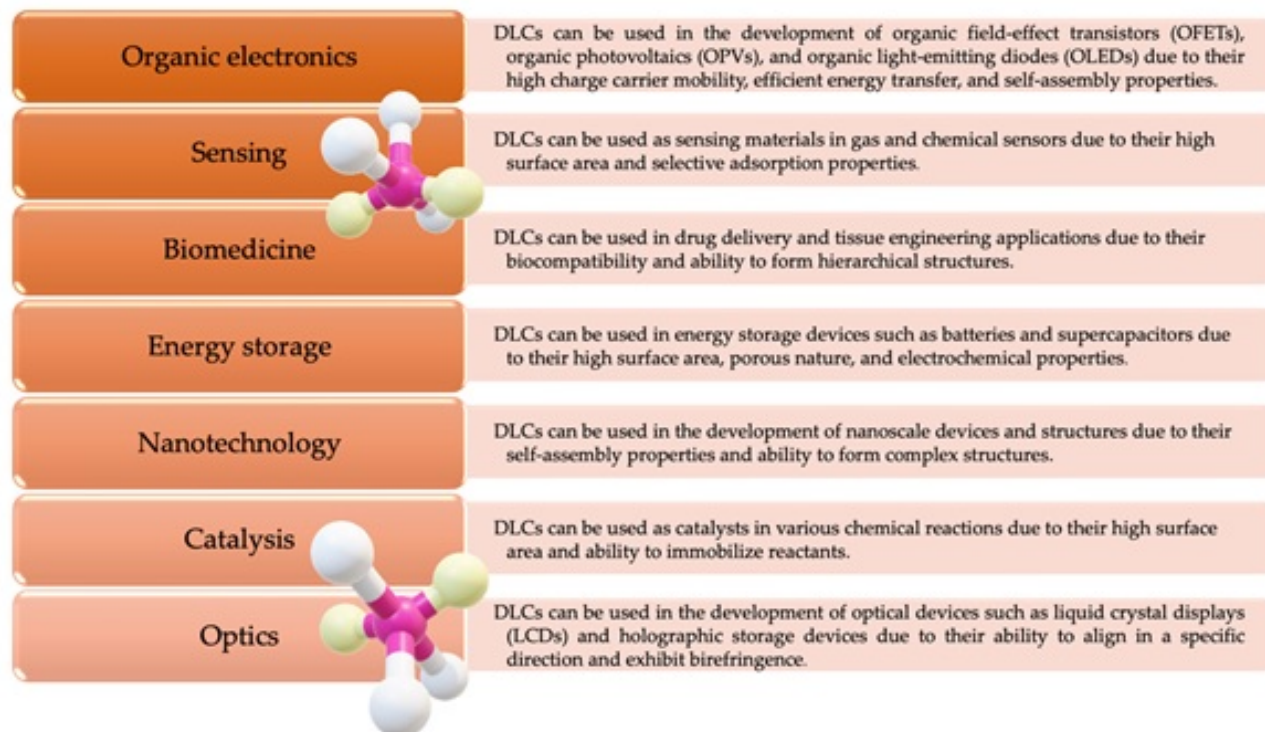 Organic electronics
DLCs can be used in the development of organic field-effect transistors (OFETs),
organic photovoltaics (OPVs), and organic light-emitting diodes (OLEDs) due to their
high charge carrier mobility, efficient energy transfer, and self-assembly properties.
Sensing
DLCs can be used as sensing materials in gas and chemical sensors due to their high
surface area and selective adsorption properties.
Biomedicine
DLCs can be used in drug delivery and tissue engineering applications due to their
biocompatibility and ability to form hierarchical structures.
Energy storage
DLCs can be used in energy storage devices such as batteries and supercapacitors due
to their high surface area, porous nature, and electrochemical properties.
Nanotechnology
DLCs can be used in the development of nanoscale devices and structures due to their
self-assembly properties and ability to form complex structures.
Catalysis
DLCs can be used as catalysts in various chemical reactions due to their high surface
area and ability to immobilize reactants.
Optics
DLCs can be used in the development of optical devices such as liquid crystal displays
(LCDs) and holographic storage devices due to their ability to align in a specific
direction and exhibit birefringence.